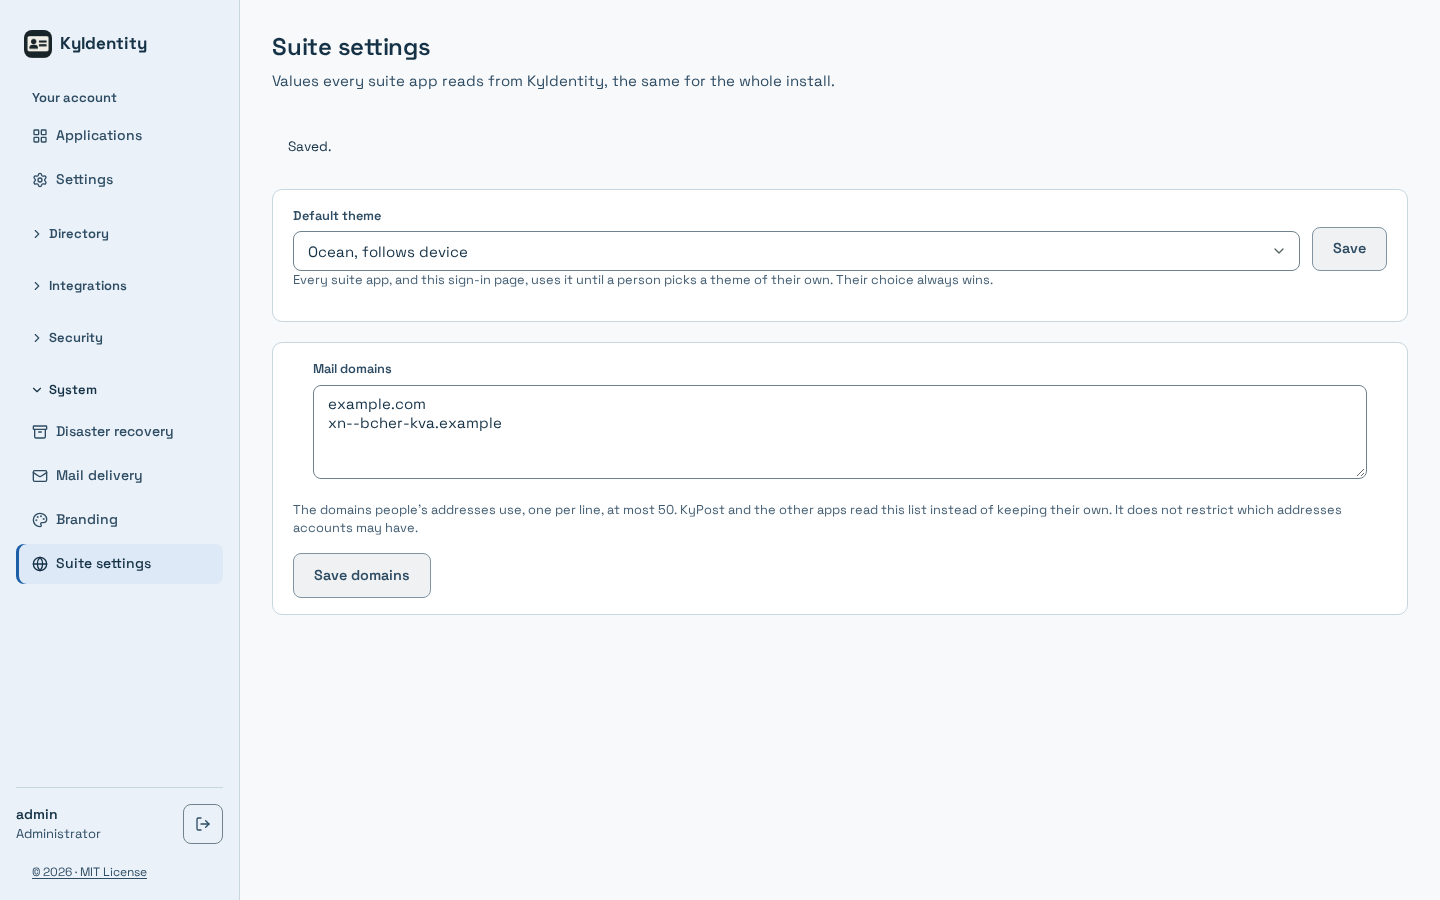 KyIdentity
Your account
Applications
Settings
Directory
Integrations
Security
System
Disaster recovery
Mail delivery
Branding
Suite settings
admin
Administrator
© 2026 · MIT License
Suite settings
Values every suite app reads from KyIdentity, the same for the whole install.
Saved.
Default theme
Ocean, follows device
Save
Every suite app, and this sign-in page, uses it until a person picks a theme of their own. Their choice always wins.
Mail domains
example.com
xn--bcher-kva.example
The domains people's addresses use, one per line, at most 50. KyPost and the other apps read this list instead of keeping their own. It does not restrict which addresses
accounts may have.
Save domains